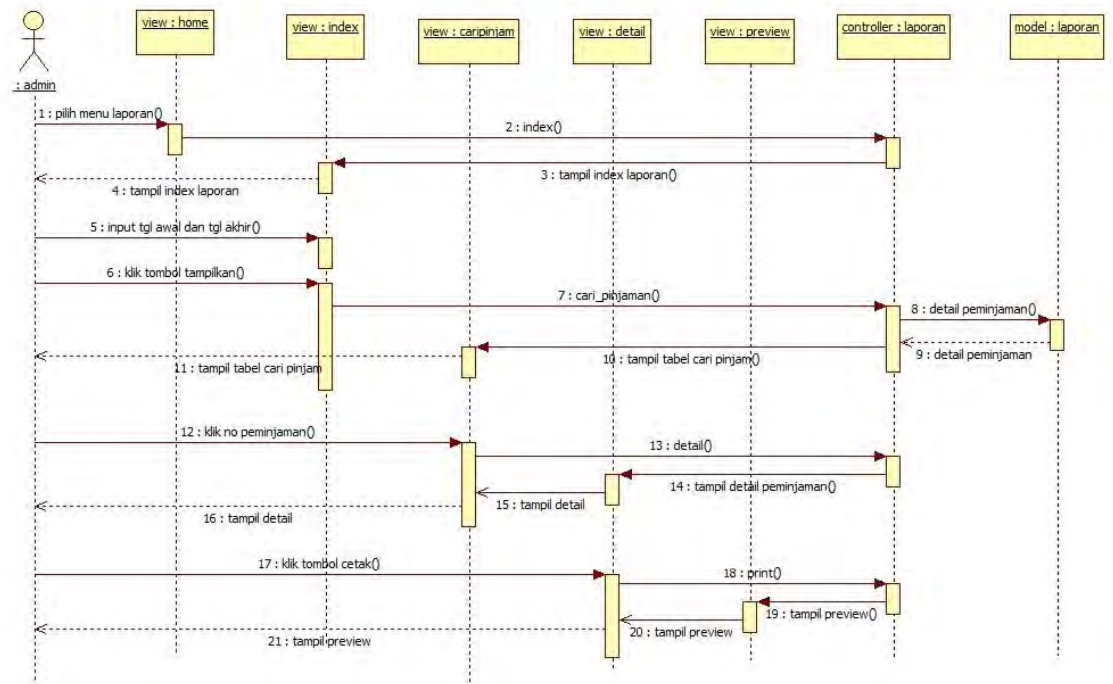 view : home
view : index
view : caripinjam
view : detail
view : preview
controller : laporan
model : laporan
: admin
1 : pilih menu laporan()
2 : index()
3 : tampil index laporan()
4 : tampil index laporan
5 : input tgl awal dan tgl akhir()
6 : klik tombol tampilkan()
7 : cari_pinjaman()
8 : detail peminjaman()
9 : detail peminjaman
10 : tampil tabel cari pinjam()
11 : tampil tabel cari pinjam
12 : klik no peminjaman()
13 : detail()
14 : tampil detail peminjaman()
15 : tampil detail
16 : tampil detail
17 : klik tombol cetak()
18 : print()
19 : tampil preview()
20 : tampil preview
21 : tampil preview